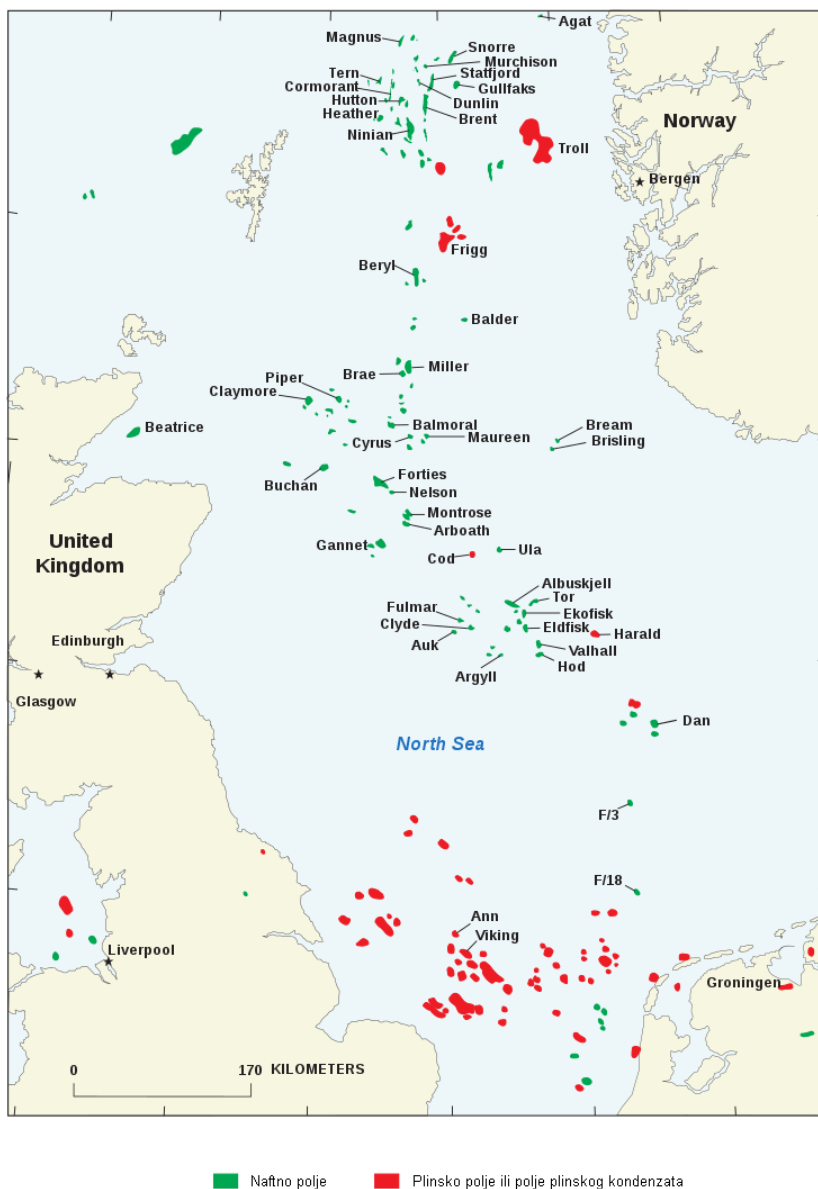 Agat
Magnus
Snorre
Murchison
Tern
Statfjord
Cormorant
Gullfaks
Hutton
Dunlin
Heather
Brent
Ninian
Norway
Troll
Bergen
Frigg
Beryl
Balder
Miller
Brae
Piper
Claymore
Beatrice
Balmoral
Bream
Cyrus
Maureen
Brisling
Buchan
Forties
Nelson
Montrose
Arboath
United
Kingdom
Gannet
Cod
Ula
Albuskjell
Tor
Fulmar
Ekofisk
Clyde
Eldfisk
Harald
Edinburgh
Auk
Valhall
Argyll
Hod
Glasgow
Dan
North Sea
F/3
F/18
Ann
Viking
Liverpool
Groningen
0 170 KILOMETERS
Naftno polje
Plinsko polje ili polje plinskog kondenzata